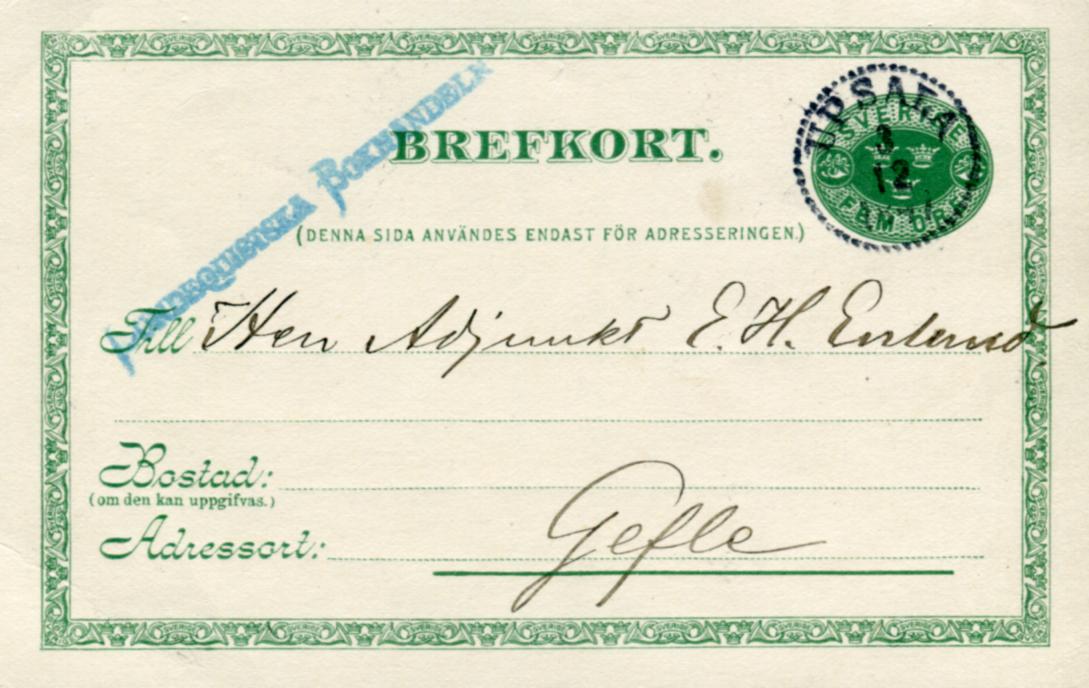 LUNDEQUISTSKA BOKHANDELN
BREFKORT.
UPSALA
3
12
SVERIGE
FEM ÖRE
(DENNA SIDA ANVÄNDES ENDAST FÖR ADRESSERINGEN.)
Till Herr Adjunkt E. H.
Bostad:
(om den kan uppgifvas.)
Adressort: Gefle